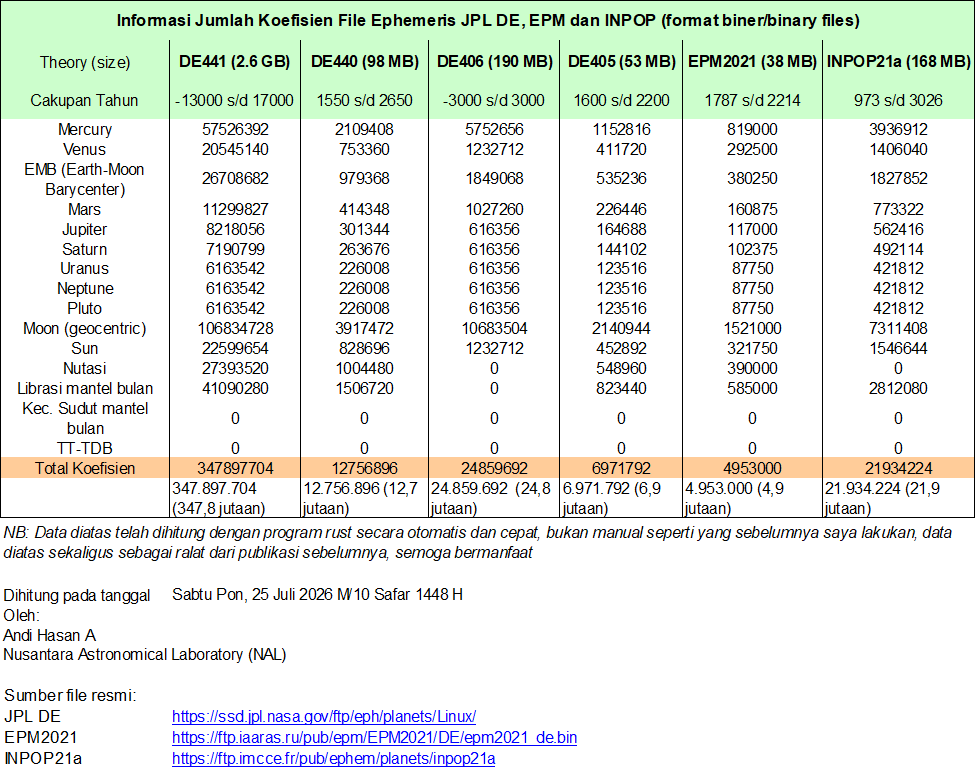 Informasi Jumlah Koefisien File Ephemeris JPL DE, EPM dan INPOP (format biner/binary files)
Theory (size) DE441 (2.6 GB) DE440 (98 MB) DE406 (190 MB) DE405 (53 MB) EPM2021 (38 MB) INPOP21a (168 MB)
Cakupan Tahun -13000 s/d 17000 1550 s/d 2650 -3000 s/d 3000 1600 s/d 2200 1787 s/d 2214 973 s/d 3026
Mercury 57526392 2109408 5752656 1152816 819000 3936912
Venus 20545140 753360 1232712 411720 292500 1406040
EMB (Earth-Moon
Barycenter) 26708682 979368 1849068 535236 380250 1827852
Mars 11299827 414348 1027260 226446 160875 773322
Jupiter 8218056 301344 616356 164688 117000 562416
Saturn 7190799 263676 616356 144102 102375 492114
Uranus 6163542 226008 616356 123516 87750 421812
Neptune 6163542 226008 616356 123516 87750 421812
Pluto 6163542 226008 616356 123516 87750 421812
Moon (geocentric) 106834728 3917472 10683504 2140944 1521000 7311408
Sun 22599654 828696 1232712 452892 321750 1546644
Nutasi 27393520 1004480 0 548960 390000 0
Librasi mantel bulan 41090280 1506720 0 823440 585000 2812080
Kec. Sudut mantel
bulan 0 0 0 0 0 0
TT-TDB 0 0 0 0 0 0
Total Koefisien 347897704 12756896 24859692 6971792 4953000 21934224
347.897.704 12.756.896 (12,7 24.859.692 (24,8 6.971.792 (6,9 4.953.000 (4,9 21.934.224 (21,9
(347,8 jutaan) jutaan) jutaan) jutaan) jutaan) jutaan)
NB: Data diatas telah dihitung dengan program rust secara otomatis dan cepat, bukan manual seperti yang sebelumnya saya lakukan, data
diatas sekaligus sebagai ralat dari publikasi sebelumnya, semoga bermanfaat
Dihitung pada tanggal Sabtu Pon, 25 Juli 2026 M/10 Safar 1448 H
Oleh:
Andi Hasan A
Nusantara Astronomical Laboratory (NAL)
Sumber file resmi:
JPL DE https://ssd.jpl.nasa.gov/ftp/eph/planets/Linux/
EPM2021 https://ftp.iaaras.ru/pub/epm/EPM2021/DE/epm2021_de.bin
INPOP21a https://ftp.imcce.fr/pub/ephem/planets/inpop21a